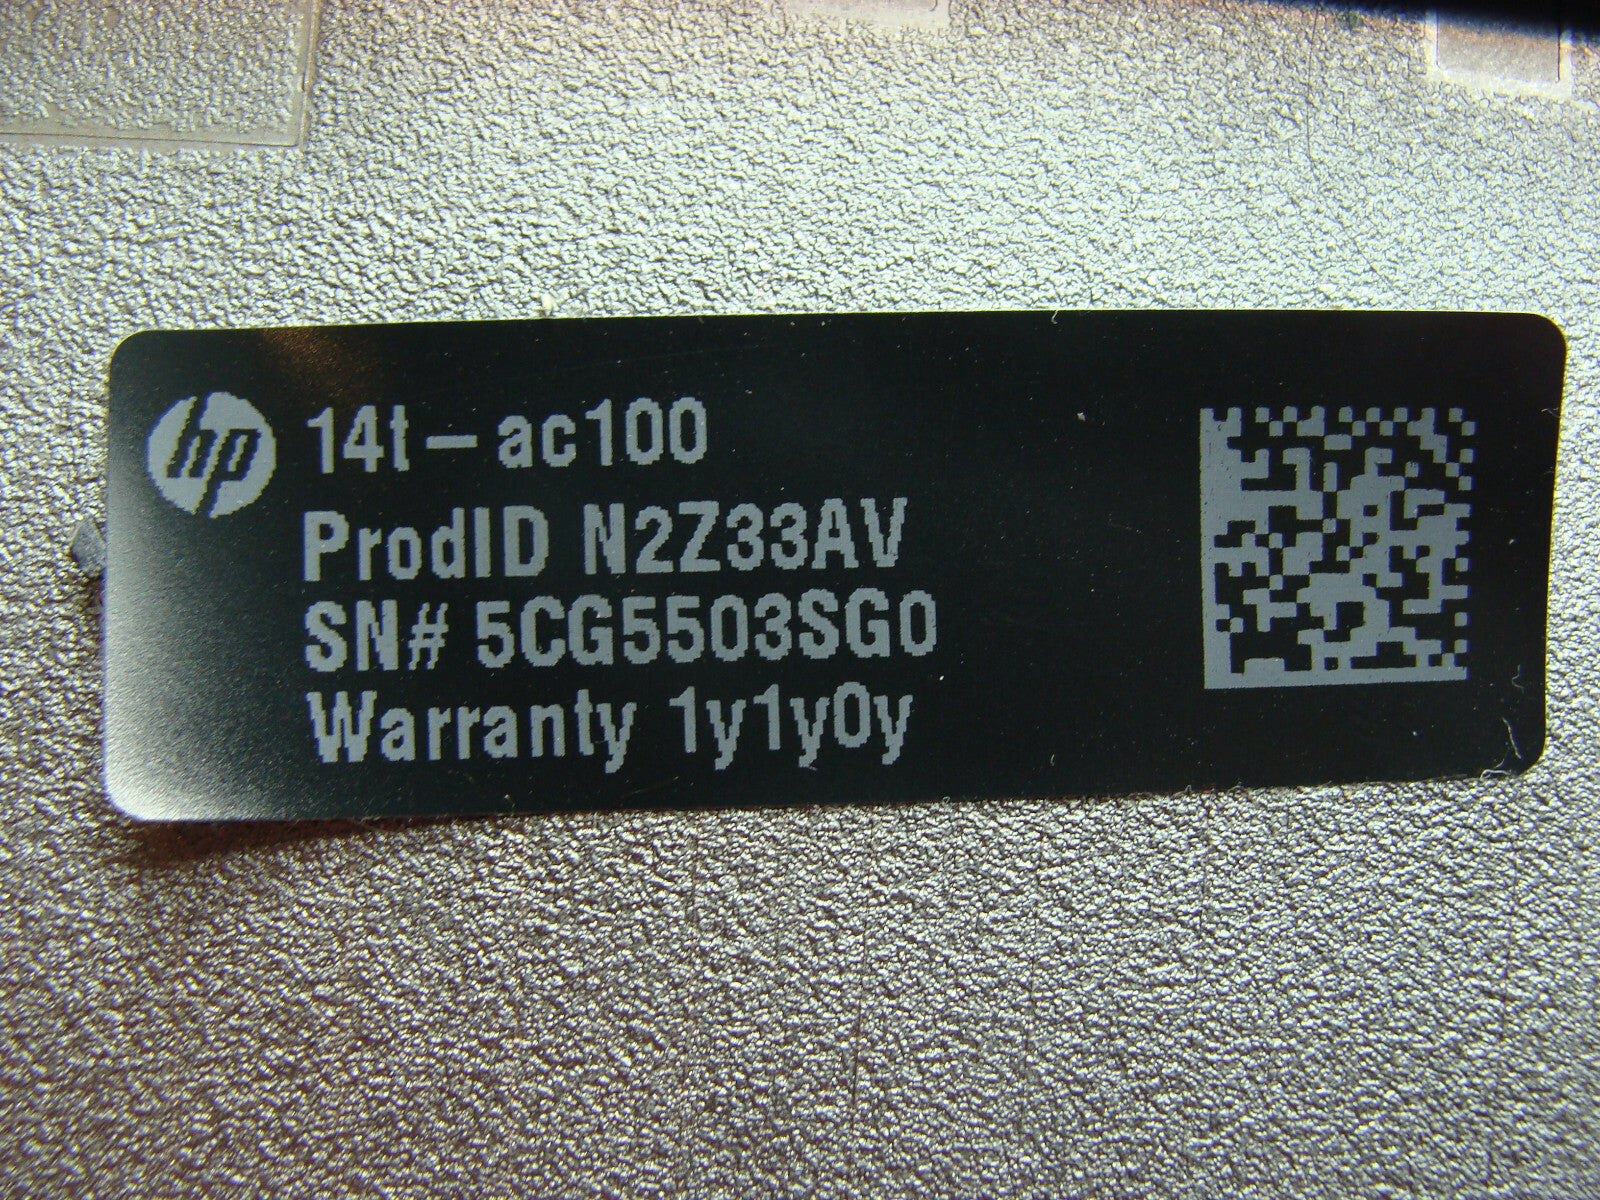 hp
14t-ac100
ProdID N2Z33AV
SN# 5CG5503SG0
Warranty 1y1y0y